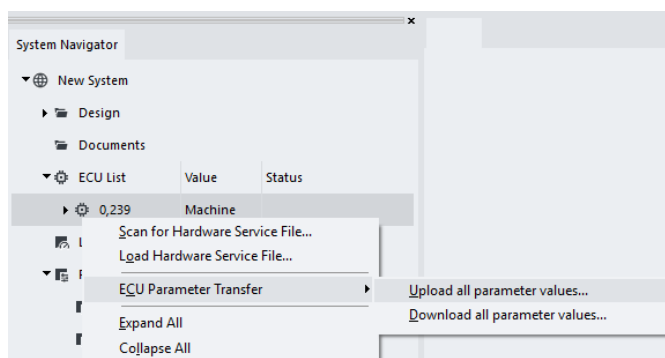 ×
System Navigator
New System
Design
Documents
ECU List Value Status
0,239 Machine
Scan for Hardware Service File...
L
Load Hardware Service File...
ECU Parameter Transfer
Upload all parameter values...
Download all parameter values...
Expand All
Collapse All